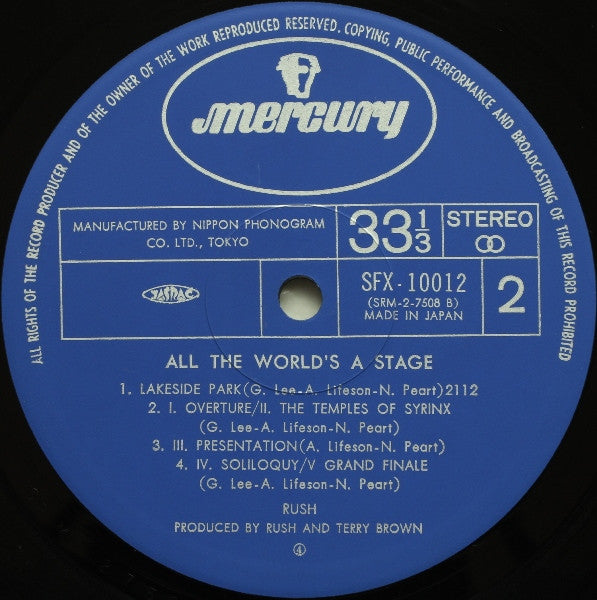 ALL RIGHTS OF THE RECORD PRODUCER AND OF THE OWNER OF THE WORK REPRODUCED RESERVED. COPYING, PUBLIC PERFORMANCE AND BROADCASTING OF THIS RECORD PROHIBITED
mercury
MANUFACTURED BY NIPPON PHONOGRAM
CO. LTD., TOKYO
33 1/3
STEREO
JASRAC
SFX-10012
(SRM-2-7508 B)
MADE IN JAPAN
2
ALL THE WORLD'S A STAGE
1. LAKESIDE PARK(G. Lee-A. Lifeson-N. Peart)2112
2. I. OVERTURE/II. THE TEMPLES OF SYRINX
(G. Lee-A. Lifeson-N. Peart)
3. III. PRESENTATION(A. Lifeson-N. Peart)
4. IV. SOLILOQUY/V GRAND FINALE
(G. Lee-A. Lifeson-N. Peart)
RUSH
PRODUCED BY RUSH AND TERRY BROWN
④